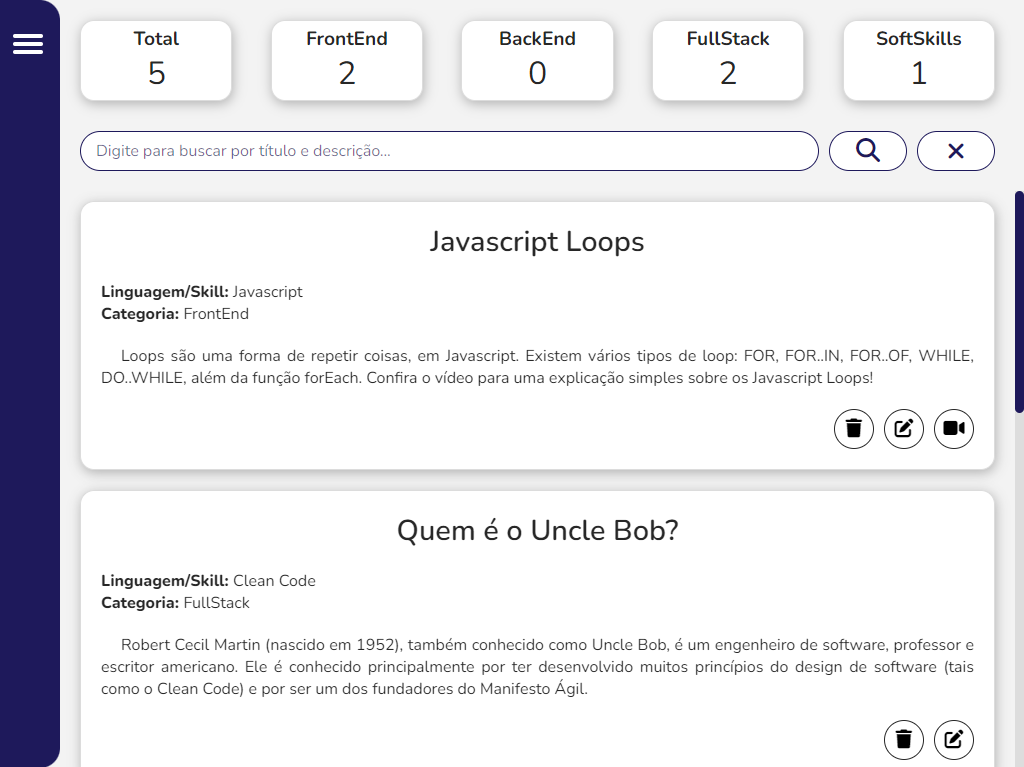 Total
5
FrontEnd
2
BackEnd
0
FullStack
2
SoftSkills
1
Digite para buscar por título e descrição...
Javascript Loops
Linguagem/Skill: Javascript
Categoria: FrontEnd
Loops são uma forma de repetir coisas, em Javascript. Existem vários tipos de loop: FOR, FOR..IN, FOR..OF, WHILE,
DO..WHILE, além da função forEach. Confira o vídeo para uma explicação simples sobre os Javascript Loops!
Quem é o Uncle Bob?
Linguagem/Skill: Clean Code
Categoria: FullStack
Robert Cecil Martin (nascido em 1952), também conhecido como Uncle Bob, é um engenheiro de software, professor e
escritor americano. Ele é conhecido principalmente por ter desenvolvido muitos princípios do design de software (tais
como o Clean Code) e por ser um dos fundadores do Manifesto Ágil.